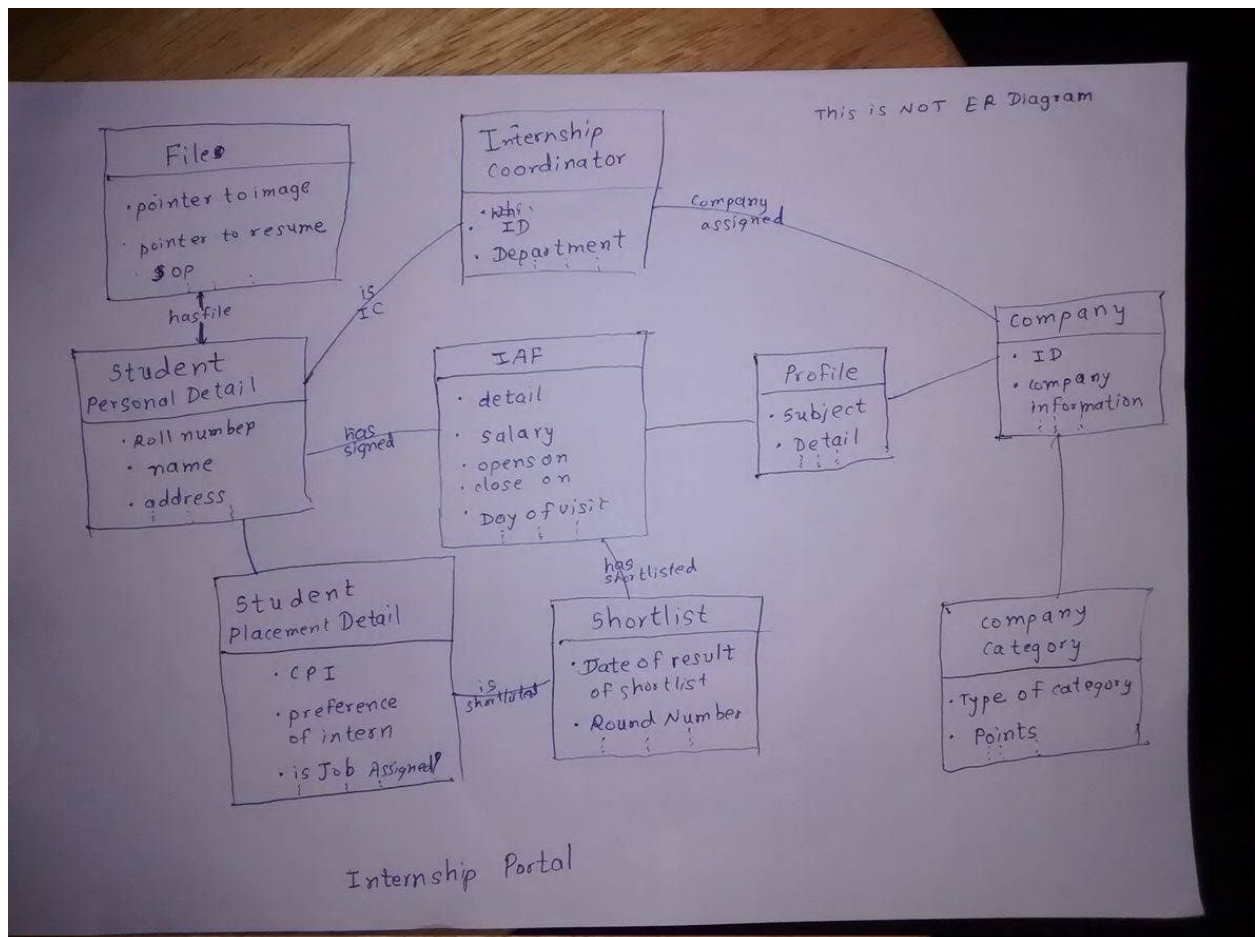 This is NOT ER Diagram
File
• pointer to image
• pointer to resume
• SOP
Internship
Coordinator
• ID
• Department
Company
assigned
is
IC
hasfile
Student
Personal Detail
• Roll number
• name
• address
has
signed
IAF
• detail
• salary
• opens on
• close on
• Day of visit
Profile
• Subject
• Detail
Company
• ID
• company
information
has
shortlisted
Student
Placement Detail
• CPI
• preference
of intern
• is Job Assigned?
is
shortlisted
Shortlist
• Date of result
of shortlist
• Round Number
company
category
• Type of category
• Points
Internship Portal